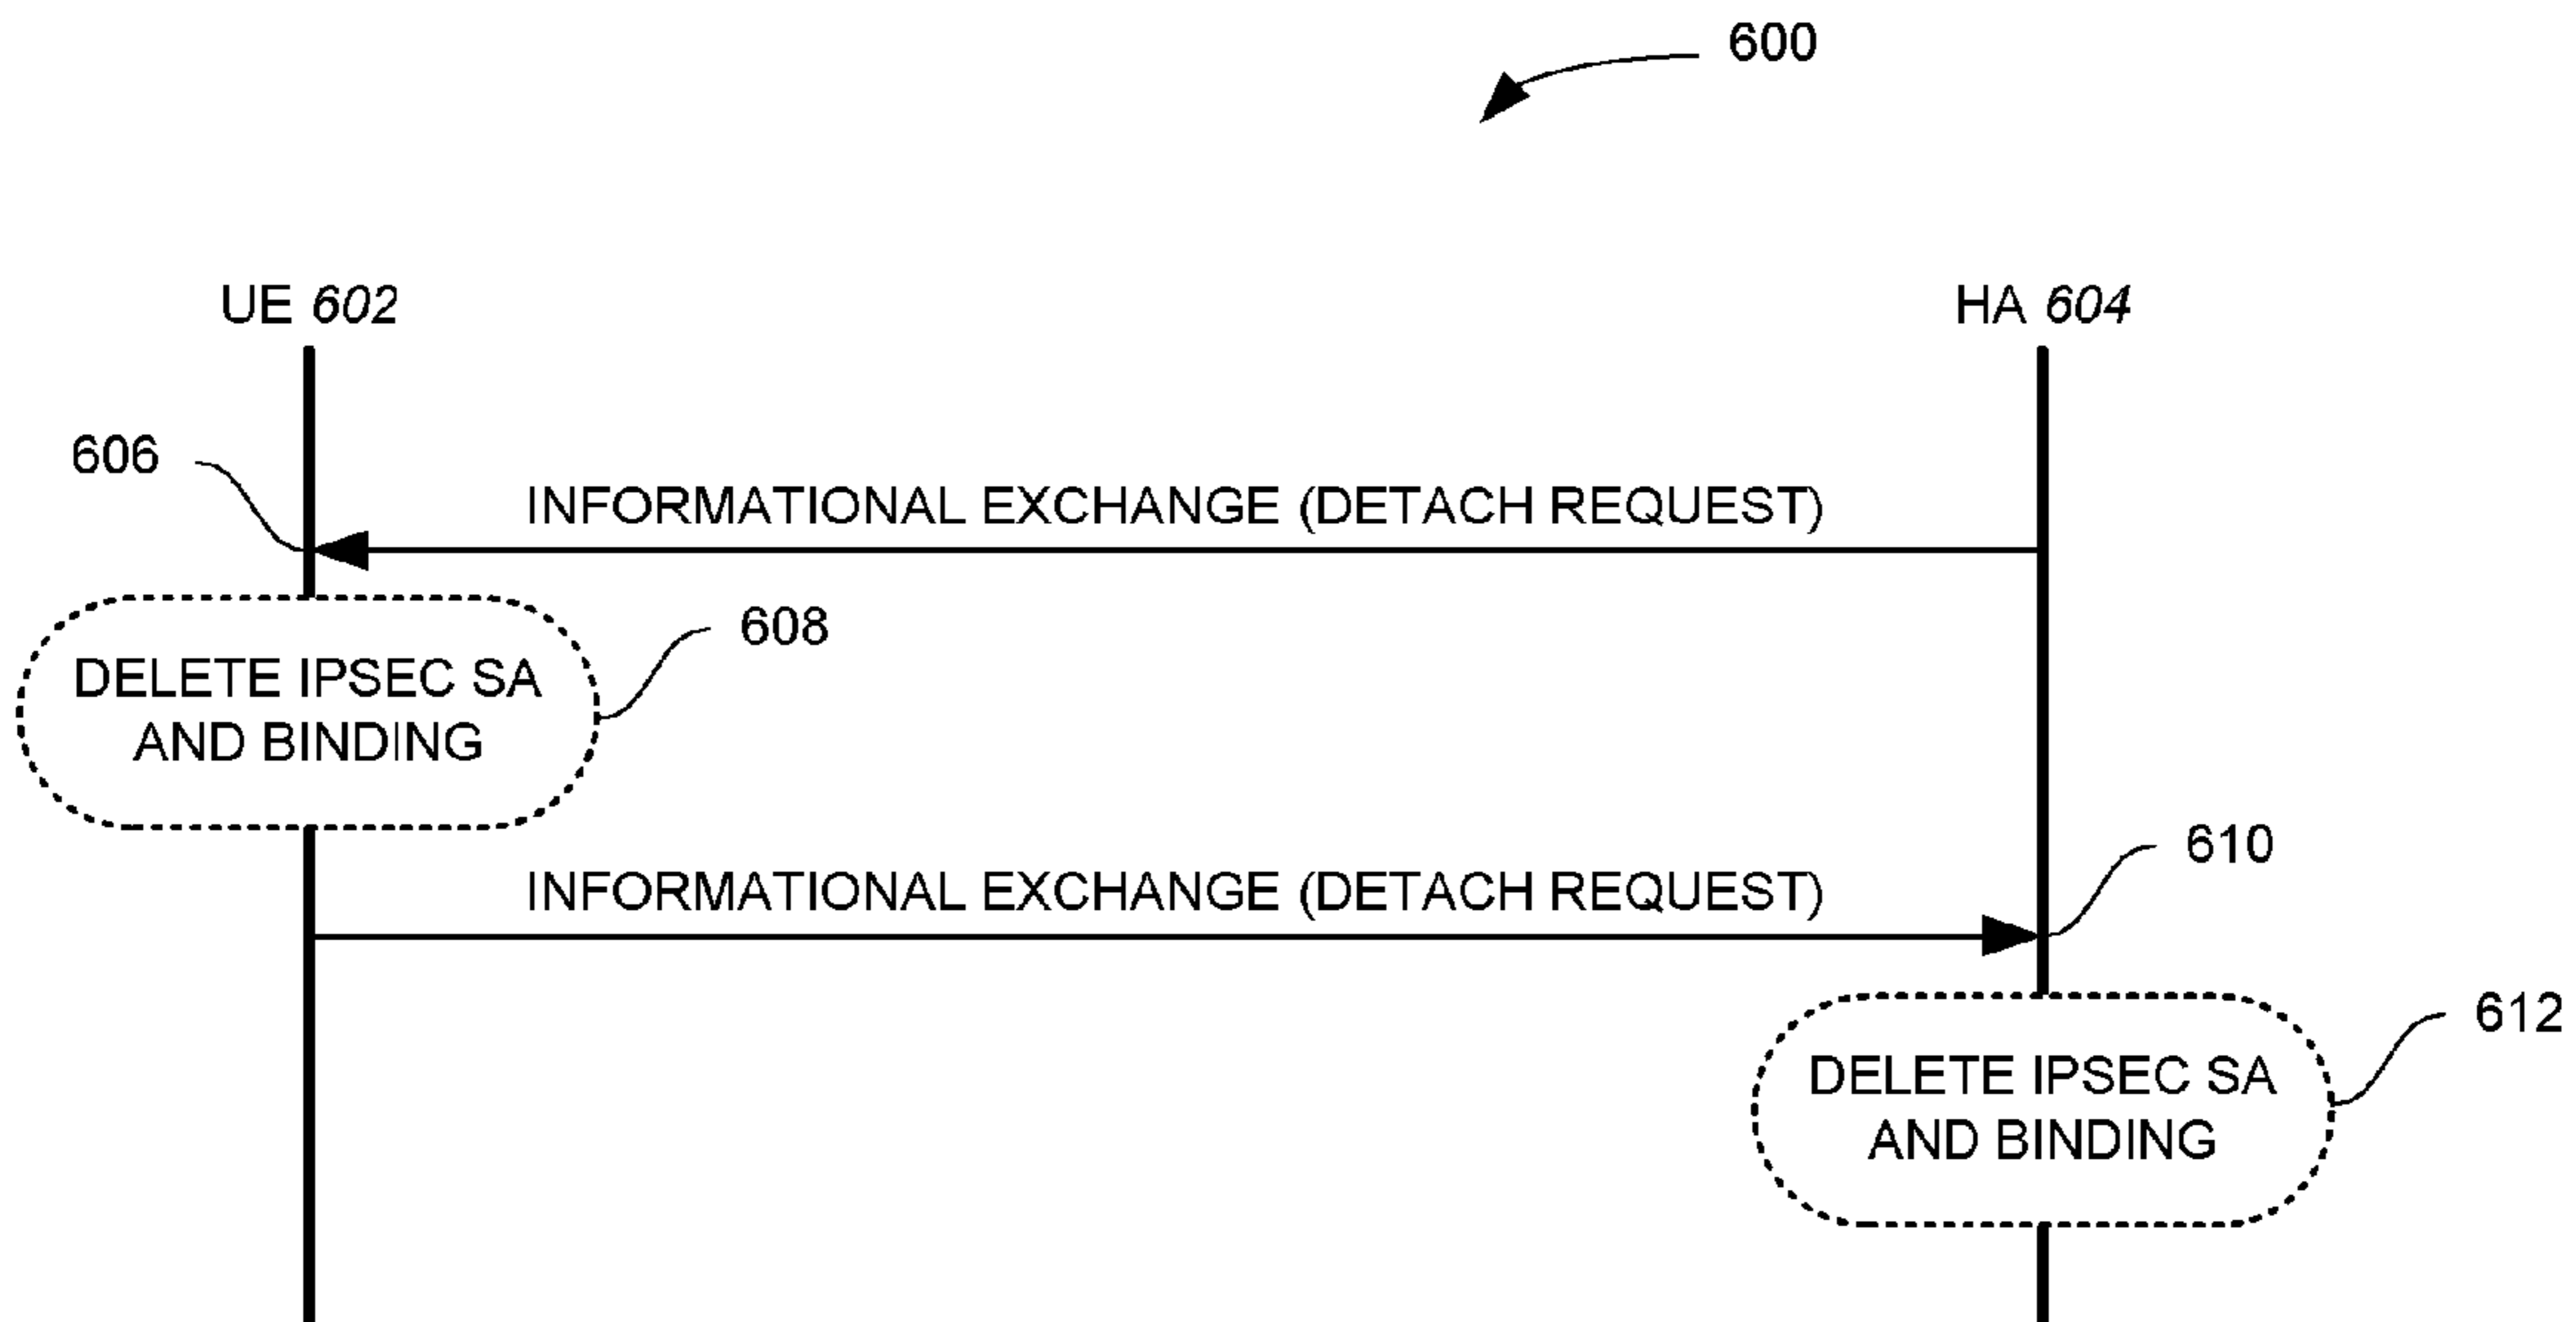 600
UE 602
HA 604
606
INFORMATIONAL EXCHANGE (DETACH REQUEST)
608
DELETE IPSEC SA
AND BINDING
610
INFORMATIONAL EXCHANGE (DETACH REQUEST)
612
DELETE IPSEC SA
AND BINDING